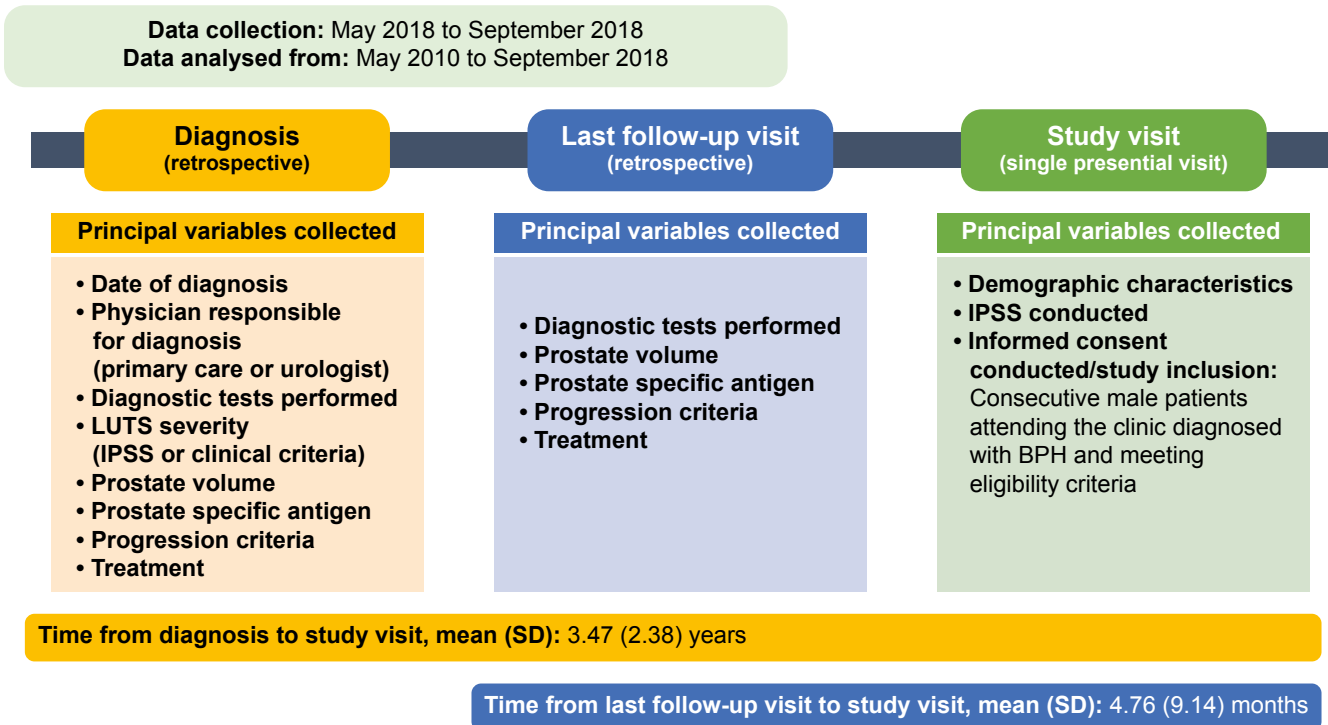 Data collection: May 2018 to September 2018
Data analysed from: May 2010 to September 2018
Diagnosis
(retrospective)
Last follow-up visit
(retrospective)
Study visit
(single presential visit)
Principal variables collected
• Date of diagnosis
• Physician responsible
for diagnosis
(primary care or urologist)
• Diagnostic tests performed
• LUTS severity
(IPSS or clinical criteria)
• Prostate volume
• Prostate specific antigen
• Progression criteria
• Treatment
Principal variables collected
• Diagnostic tests performed
• Prostate volume
• Prostate specific antigen
• Progression criteria
• Treatment
Principal variables collected
• Demographic characteristics
• IPSS conducted
• Informed consent
conducted/study inclusion:
Consecutive male patients
attending the clinic diagnosed
with BPH and meeting
eligibility criteria
Time from diagnosis to study visit, mean (SD): 3.47 (2.38) years
Time from last follow-up visit to study visit, mean (SD): 4.76 (9.14) months